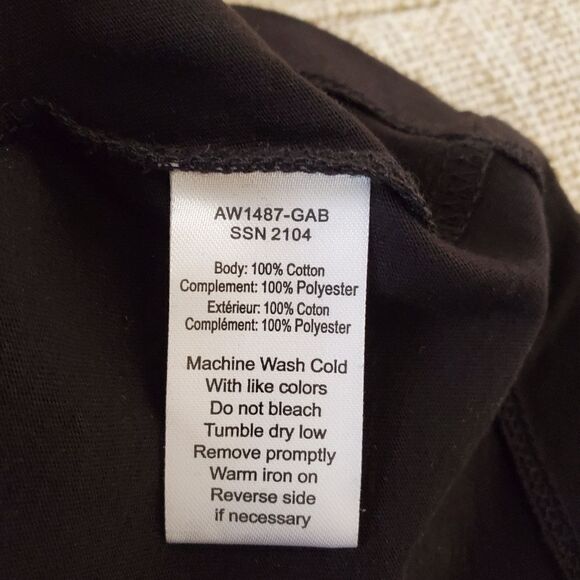 AW1487-GAB
SSN 2104
Body: 100% Cotton
Complement: 100% Polyester
Extérieur: 100% Coton
Complément: 100% Polyester
Machine Wash Cold
With like colors
Do not bleach
Tumble dry low
Remove promptly
Warm iron on
Reverse side
if necessary